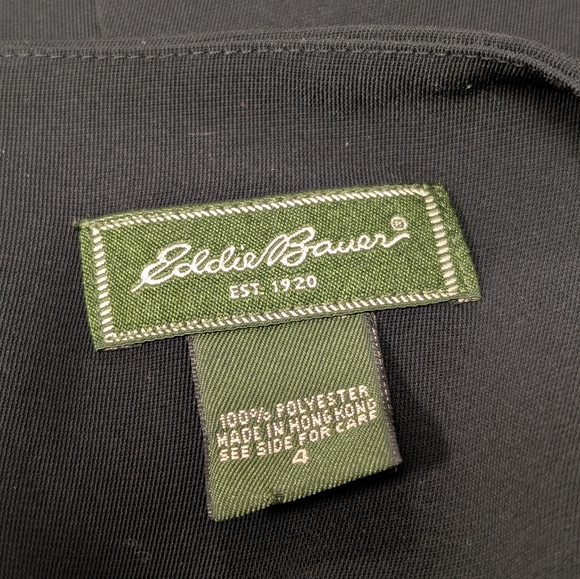 Eddie Bauer®
EST. 1920
100% POLYESTER
MADE IN HONG KONG
SEE SIDE FOR CARE
4